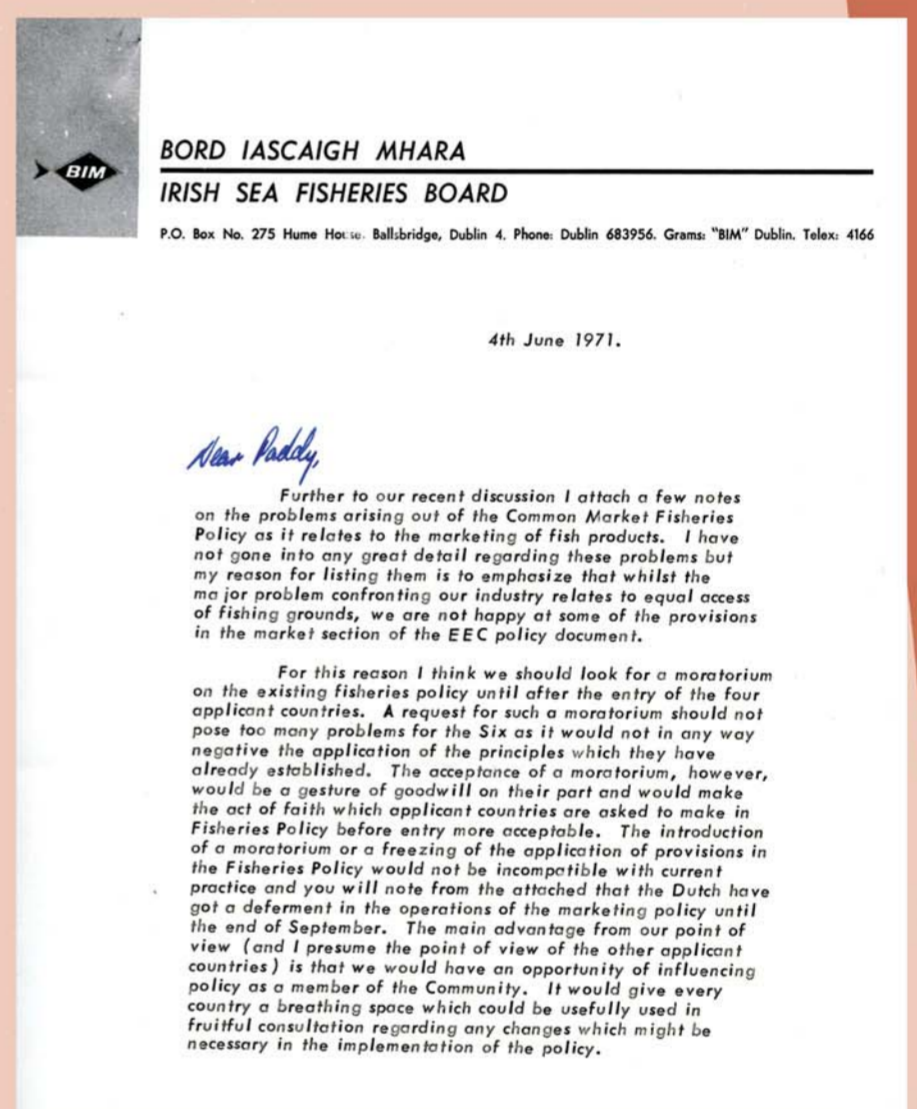 BIM
BORD IASCAIGH MHARA
IRISH SEA FISHERIES BOARD
P.O. Box No. 275 Hume House. Ballsbridge, Dublin 4. Phone: Dublin 683956. Grams: "BIM" Dublin. Telex: 4166
4th June 1971.
Dear Paddy,
Further to our recent discussion I attach a few notes
on the problems arising out of the Common Market Fisheries
Policy as it relates to the marketing of fish products. I have
not gone into any great detail regarding these problems but
my reason for listing them is to emphasize that whilst the
major problem confronting our industry relates to equal access
of fishing grounds, we are not happy at some of the provisions
in the market section of the EEC policy document.
For this reason I think we should look for a moratorium
on the existing fisheries policy until after the entry of the four
applicant countries. A request for such a moratorium should not
pose too many problems for the Six as it would not in any way
negative the application of the principles which they have
already established. The acceptance of a moratorium, however,
would be a gesture of goodwill on their part and would make
the act of faith which applicant countries are asked to make in
Fisheries Policy before entry more acceptable. The introduction
of a moratorium or a freezing of the application of provisions in
the Fisheries Policy would not be incompatible with current
practice and you will note from the attached that the Dutch have
got a deferment in the operations of the marketing policy until
the end of September. The main advantage from our point of
view (and I presume the point of view of the other applicant
countries) is that we would have an opportunity of influencing
policy as a member of the Community. It would give every
country a breathing space which could be usefully used in
fruitful consultation regarding any changes which might be
necessary in the implementation of the policy.